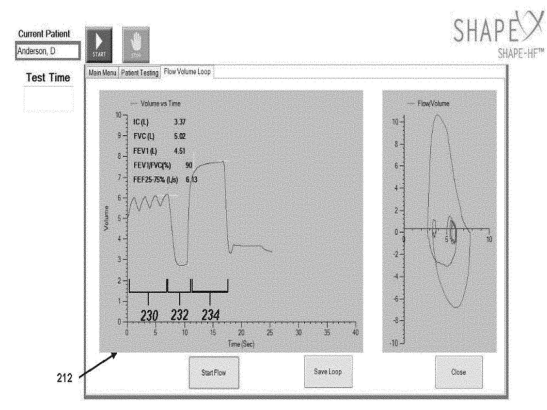 Current Patient
Anderson, D
START
STOP
SHAPE
SHAPE-HF™
Test Time
Main Menu Patient Testing Flow Volume Loop
Volume vs Time
IC (L) 3.37
FVC (L) 5.02
FEV1 (L) 4.51
FEV1/FVC(%) 90
FEF25-75% (L/s) 6.13
10
9
8
7
6
5
4
3
2
1
0
Volume
230 232 234
0 5 10 15 20 25 30 35 40
Time (Sec)
Flow/Volume
10
8
6
4
2
0
-2
-4
-6
-8
-10
0 5 10
212
Start Flow
Save Loop
Close